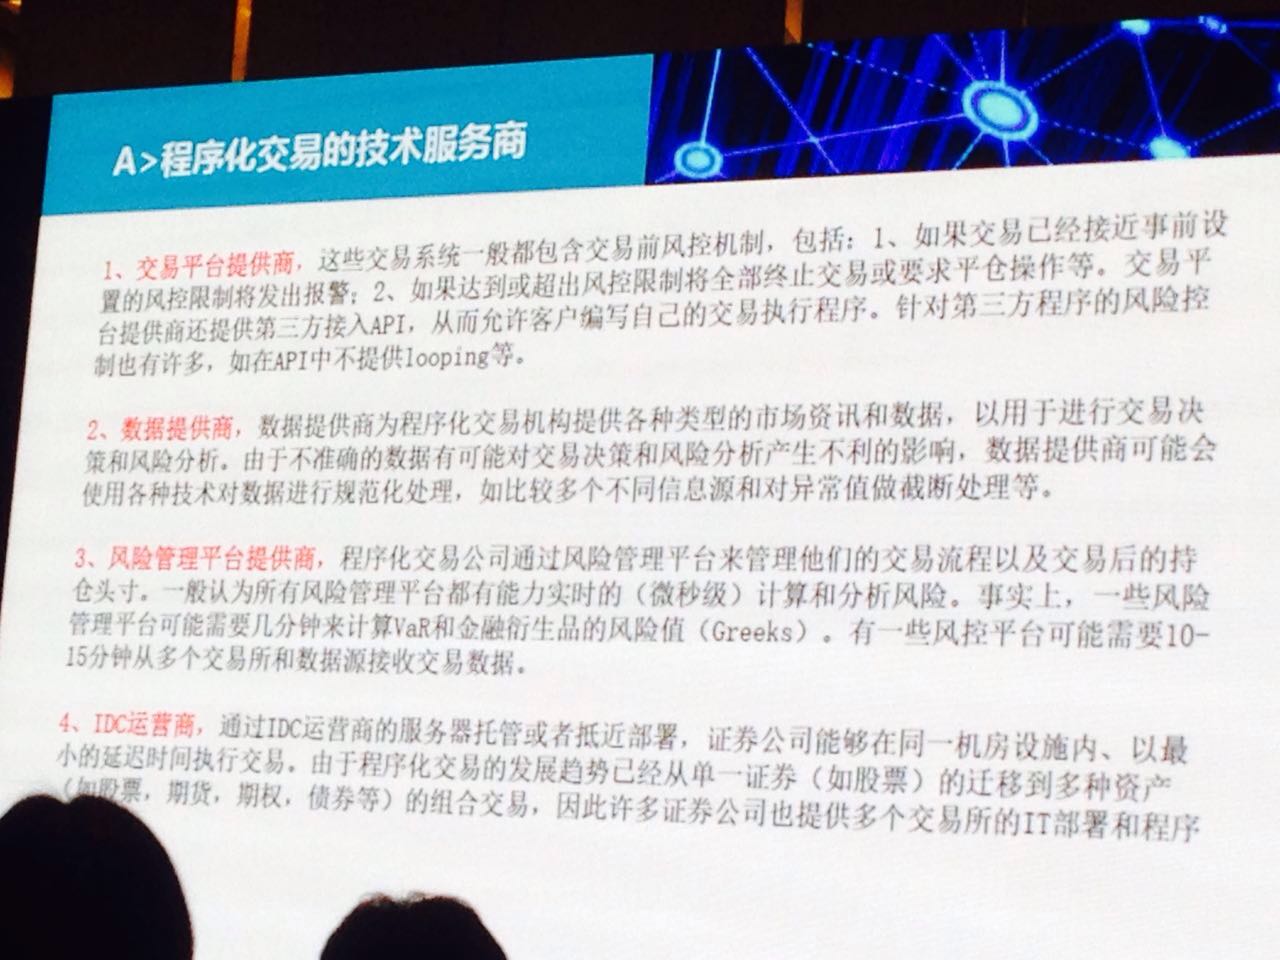 A>程序化交易的技术服务商
1、交易平台提供商，这些交易系统一般都包含交易前风控机制，包括：1、如果交易已经接近事前设
置的风控限制将发出报警；2、如果达到或超出风控限制将全部终止交易或要求平仓操作等。交易平
台提供商还提供第三方接入API，从而允许客户编写自己的交易执行程序。针对第三方程序的风险控
制也有许多，如在API中不提供looping等。
2、数据提供商，数据提供商为程序化交易机构提供各种类型的市场资讯和数据，以用于进行交易决
策和风险分析。由于不准确的数据有可能对交易决策和风险分析产生不利的影响，数据提供商可能会
使用各种技术对数据进行规范化处理，如比较多个不同信息源和对异常值做截断处理等。
3、风险管理平台提供商，程序化交易公司通过风险管理平台来管理他们的交易流程以及交易后的持
仓头寸。一般认为所有风险管理平台都有能力实时的（微秒级）计算和分析风险。事实上，一些风险
管理平台可能需要几分钟来计算VaR和金融衍生品的风险值（Greeks）。有一些风控平台可能需要10-
15分钟从多个交易所和数据源接收交易数据。
4、IDC运营商，通过IDC运营商的服务器托管或者抵近部署，证券公司能够在同一机房设施内、以最
小的延迟时间执行交易。由于程序化交易的发展趋势已经从单一证券（如股票）的迁移到多种资产
（如股票，期货，期权，债券等）的组合交易，因此许多证券公司也提供多个交易所的IT部署和程序